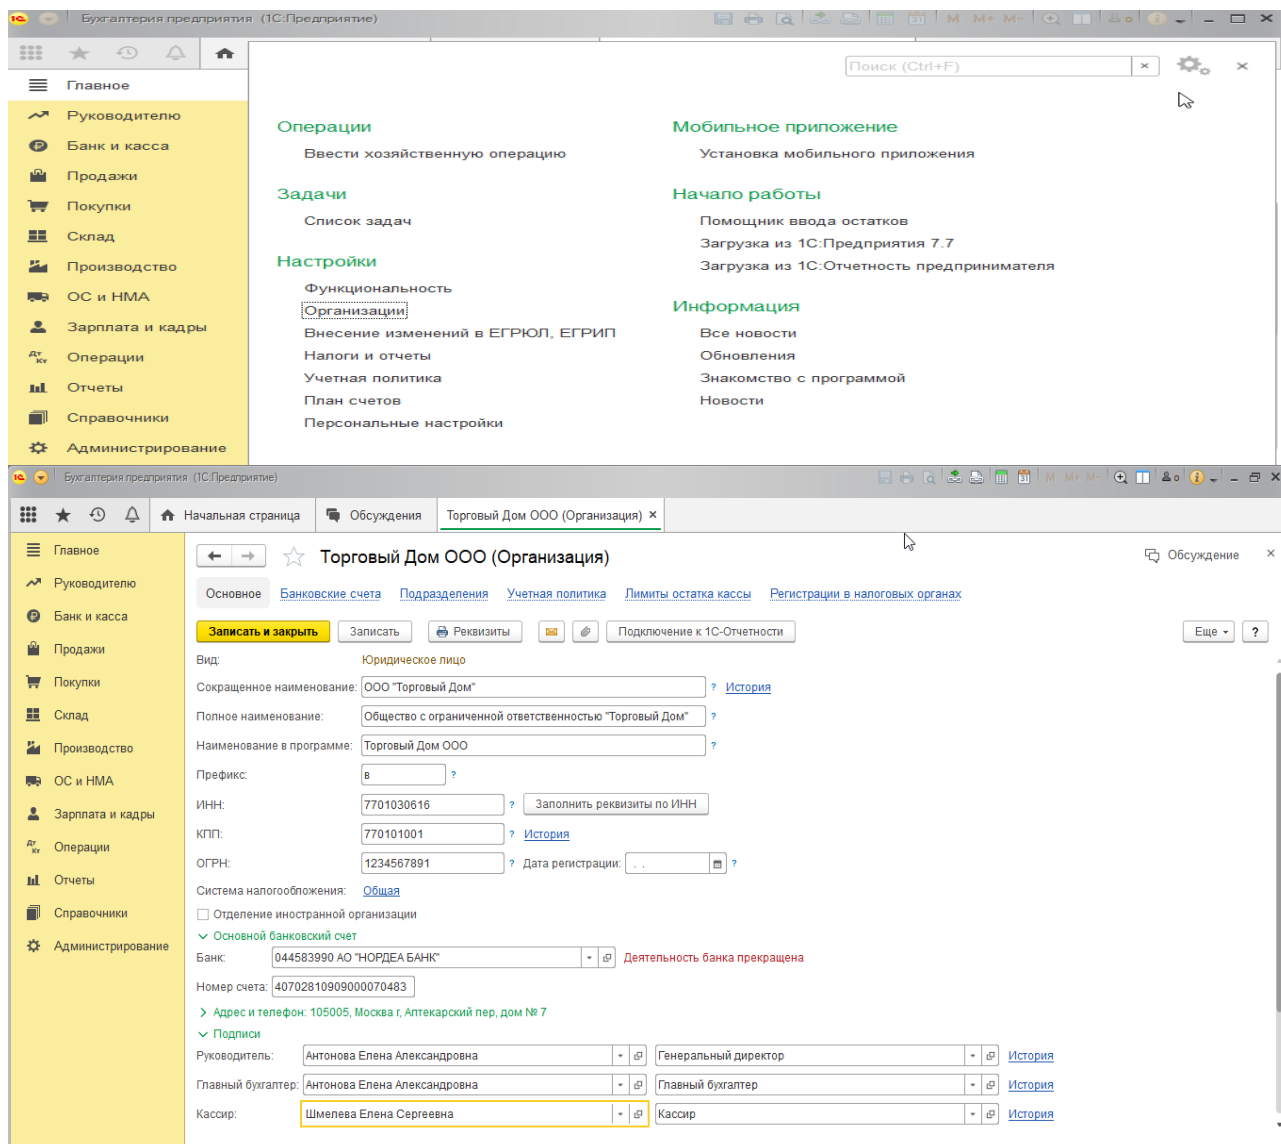 Бухгалтерия предприятия (1С:Предприятие)
M M+ M-
Поиск (Ctrl+F)
Главное
Руководителю
Банк и касса
Продажи
Покупки
Склад
Производство
ОС и НМА
Зарплата и кадры
Операции
Отчеты
Справочники
Администрирование
Операции
Ввести хозяйственную операцию
Задачи
Список задач
Настройки
Функциональность
Организации
Внесение изменений в ЕГРЮЛ, ЕГРИП
Налоги и отчеты
Учетная политика
План счетов
Персональные настройки
Мобильное приложение
Установка мобильного приложения
Начало работы
Помощник ввода остатков
Загрузка из 1С:Предприятия 7.7
Загрузка из 1С:Отчетность предпринимателя
Информация
Все новости
Обновления
Знакомство с программой
Новости
Бухгалтерия предприятия (1С:Предприятие)
M M+ M-
Начальная страница
Обсуждения
Торговый Дом ООО (Организация) ×
Главное
Руководителю
Банк и касса
Продажи
Покупки
Склад
Производство
ОС и НМА
Зарплата и кадры
Операции
Отчеты
Справочники
Администрирование
Торговый Дом ООО (Организация)
Обсуждение
Основное Банковские счета Подразделения Учетная политика Лимиты остатка кассы Регистрации в налоговых органах
Записать и закрыть Записать Реквизиты Подключение к 1С-Отчетности Еще ?
Вид: Юридическое лицо
Сокращенное наименование: ООО "Торговый Дом" ? История
Полное наименование: Общество с ограниченной ответственностью "Торговый Дом" ?
Наименование в программе: Торговый Дом ООО ?
Префикс: в ?
ИНН: 7701030616 ? Заполнить реквизиты по ИНН
КПП: 770101001 ? История
ОГРН: 1234567891 ? Дата регистрации: . . ?
Система налогообложения: Общая
Отделение иностранной организации
Основной банковский счет
Банк: 044583990 АО "НОРДЕА БАНК" Деятельность банка прекращена
Номер счета: 40702810909000070483
Адрес и телефон: 105005, Москва г, Аптекарский пер, дом № 7
Подписи
Руководитель: Антонова Елена Александровна Генеральный директор История
Главный бухгалтер: Антонова Елена Александровна Главный бухгалтер История
Кассир: Шмелева Елена Сергеевна Кассир История